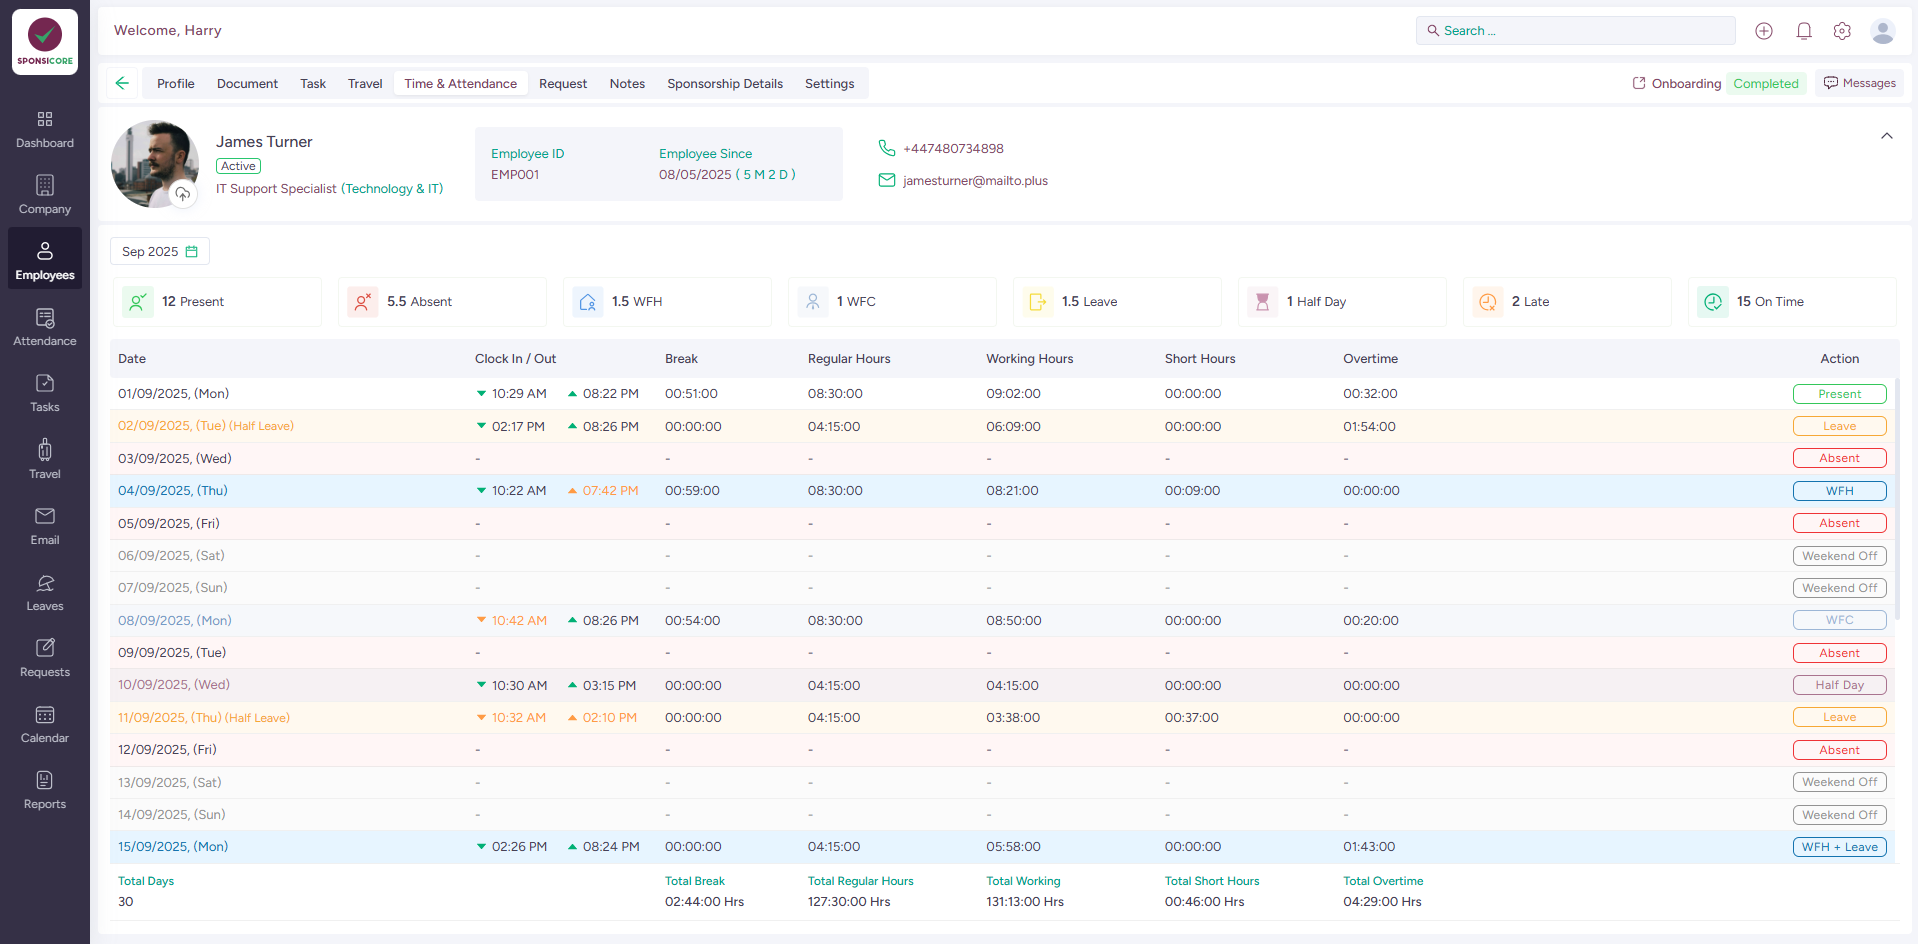 SPONSICORE
Dashboard
Company
Employees
Attendance
Tasks
Travel
Email
Leaves
Requests
Calendar
Reports
Welcome, Harry
Search ...
Profile Document Task Travel Time & Attendance Request Notes Sponsorship Details Settings
Onboarding Completed Messages
James Turner
Active
IT Support Specialist (Technology & IT)
Employee ID
EMP001
Employee Since
08/05/2025 ( 5 M 2 D )
+447480734898
jamesturner@mailto.plus
Sep 2025
12 Present 5.5 Absent 1.5 WFH 1 WFC 1.5 Leave 1 Half Day 2 Late 15 On Time
Date Clock In / Out Break Regular Hours Working Hours Short Hours Overtime Action
01/09/2025, (Mon) 10:29 AM 08:22 PM 00:51:00 08:30:00 09:02:00 00:00:00 00:32:00 Present
02/09/2025, (Tue) (Half Leave) 02:17 PM 08:26 PM 00:00:00 04:15:00 06:09:00 00:00:00 01:54:00 Leave
03/09/2025, (Wed) - - - - - - Absent
04/09/2025, (Thu) 10:22 AM 07:42 PM 00:59:00 08:30:00 08:21:00 00:09:00 00:00:00 WFH
05/09/2025, (Fri) - - - - - - Absent
06/09/2025, (Sat) - - - - - - Weekend Off
07/09/2025, (Sun) - - - - - - Weekend Off
08/09/2025, (Mon) 10:42 AM 08:26 PM 00:54:00 08:30:00 08:50:00 00:00:00 00:20:00 WFC
09/09/2025, (Tue) - - - - - - Absent
10/09/2025, (Wed) 10:30 AM 03:15 PM 00:00:00 04:15:00 04:15:00 00:00:00 00:00:00 Half Day
11/09/2025, (Thu) (Half Leave) 10:32 AM 02:10 PM 00:00:00 04:15:00 03:38:00 00:37:00 00:00:00 Leave
12/09/2025, (Fri) - - - - - - Absent
13/09/2025, (Sat) - - - - - - Weekend Off
14/09/2025, (Sun) - - - - - - Weekend Off
15/09/2025, (Mon) 02:26 PM 08:24 PM 00:00:00 04:15:00 05:58:00 00:00:00 01:43:00 WFH + Leave
Total Days Total Break Total Regular Hours Total Working Total Short Hours Total Overtime
30 02:44:00 Hrs 127:30:00 Hrs 131:13:00 Hrs 00:46:00 Hrs 04:29:00 Hrs